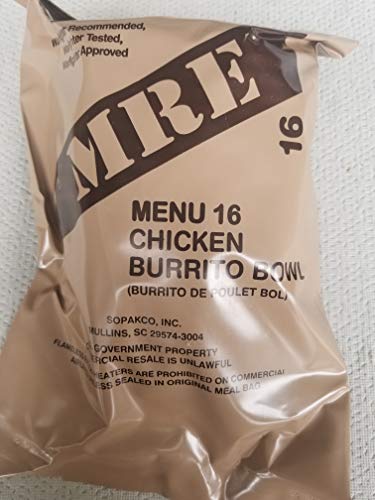 Recommended,
Tested,
Approved
MRE
16
MENU 16
CHICKEN
BURRITO BOWL
(BURRITO DE POULET BOL)
SOPAKCO, INC.
MULLINS, SC 29574-3004
GOVERNMENT PROPERTY
RESALE IS UNLAWFUL
HEATERS ARE PROHIBITED ON COMMERCIAL
SEALED IN ORIGINAL MEAL BAG